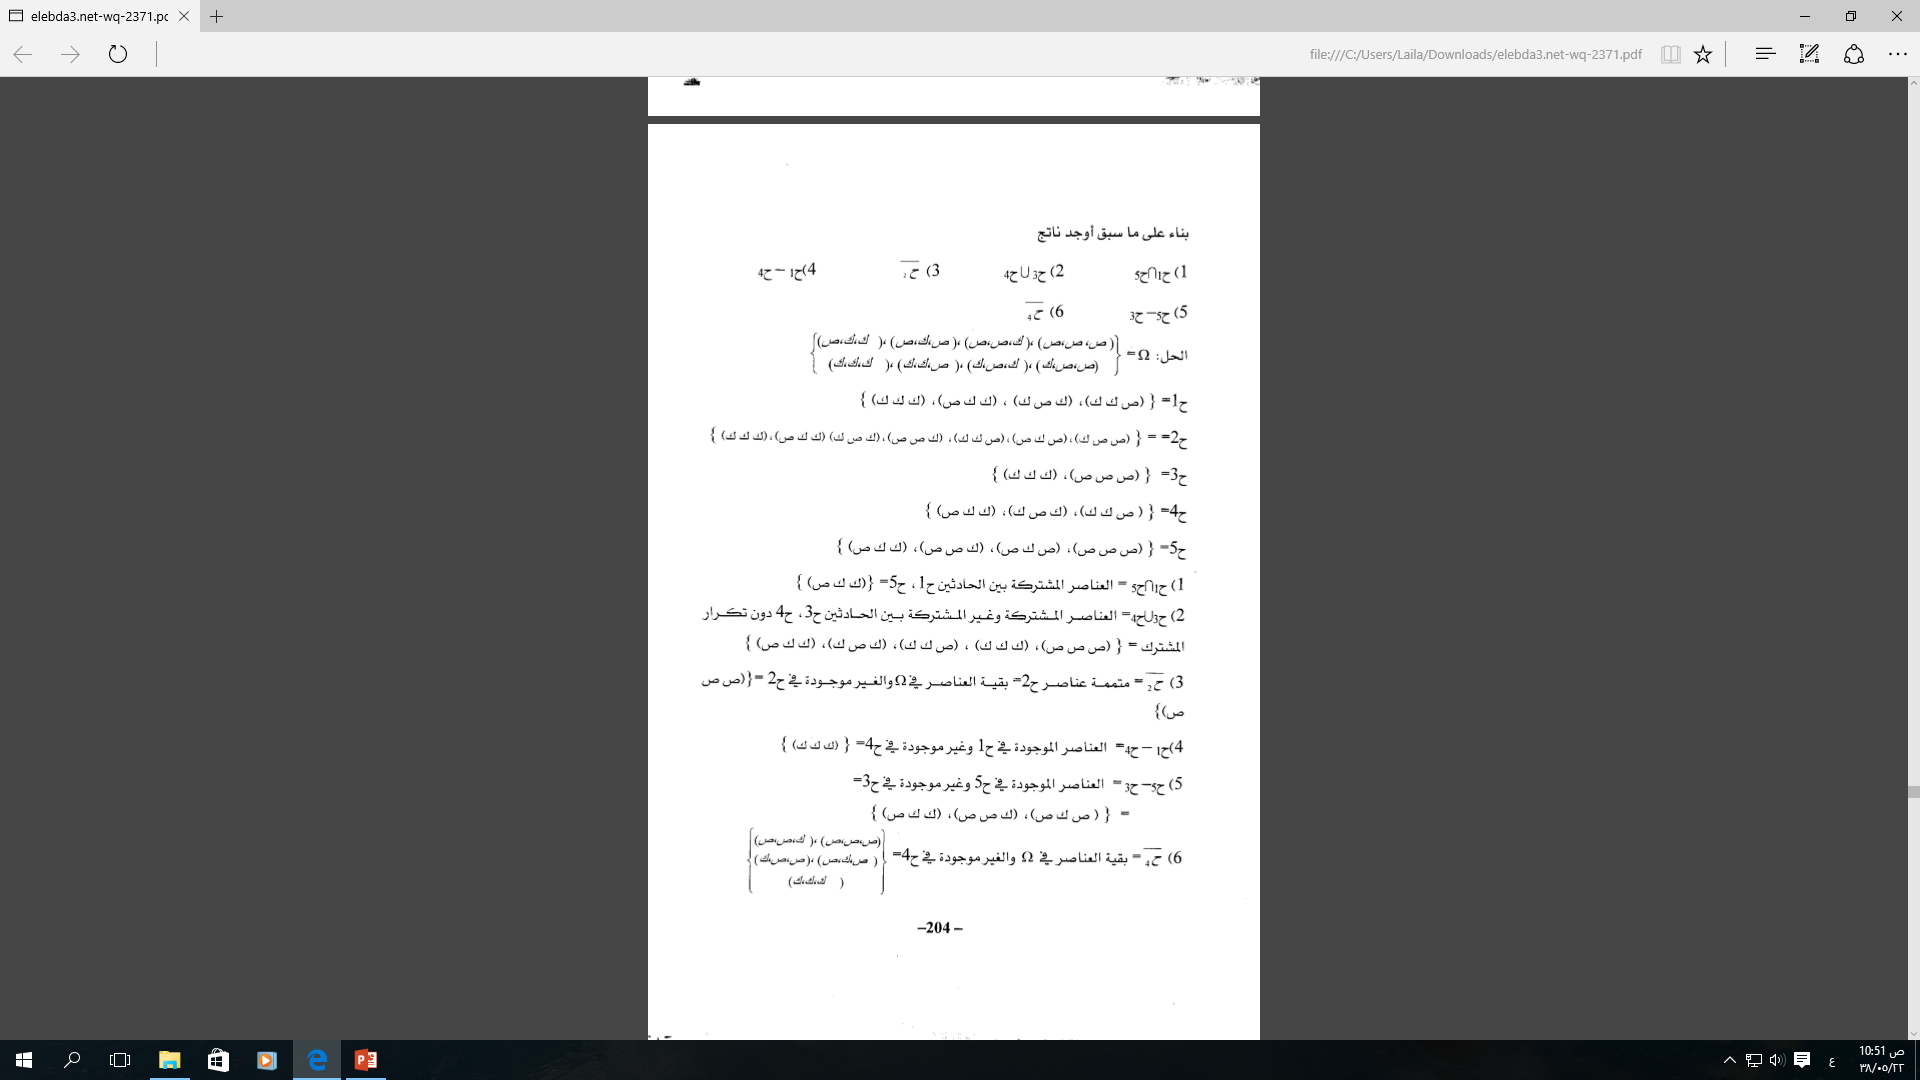 elebda3.net-wq-2371.pc
file:///C:/Users/Laila/Downloads/elebda3.net-wq-2371.pdf
بناء على ما سبق أوجد ناتج
1) ح1∩ح5 2) ح3∪ح4 3) ح2‾ 4)ح1 – ح4
5) ح5– ح3 6) ح4‾
الحل: Ω= {(ص،ص،ص)،(ك،ص،ص)،(ص،ك،ص)،(ك،ك،ص)
(ص،ص،ك)،(ك،ص،ك)،(ص،ك،ك)،(ك،ك،ك)}
ح1= { (ص ك ك)، (ك ص ك) ، (ك ك ص)، (ك ك ك) }
ح2= = { (ص ص ك)،(ص ك ص)،(ص ك ك)، (ك ص ص)،(ك ص ك) (ك ك ص)،(ك ك ك) }
ح3= { (ص ص ص)، (ك ك ك) }
ح4= { (ص ك ك)، (ك ص ك)، (ك ك ص) }
ح5= { (ص ص ص)، (ص ك ص)، (ك ص ص)، (ك ك ص) }
1) ح1∩ح5 = العناصر المشتركة بين الحادثين ح1، ح5= {(ك ك ص) }
2) ح3∪ح4= العناصر المشتركة وغير المشتركة بين الحادثين ح3، ح4 دون تكرار
المشترك = { (ص ص ص)، (ك ك ك) ، (ص ك ك)، (ك ص ك)، (ك ك ص) }
3) ح2‾ = متممة عناصر ح2= بقية العناصر في Ω والغير موجودة في ح2 ={(ص ص
ص)}
4)ح1 – ح4= العناصر الموجودة في ح1 وغير موجودة في ح4= { (ك ك ك) }
5) ح5– ح3 = العناصر الموجودة في ح5 وغير موجودة في ح3=
= { (ص ك ص)، (ك ص ص)، (ك ك ص) }
6) ح4‾ = بقية العناصر في Ω والغير موجودة في ح4= {(ص،ص،ص)،(ك،ص،ص)
(ص،ك،ص)،(ص،ص،ك)
(ك،ك،ك)}
–204 –
10:51 ص
٣٨/٠٥/٢٢
ع